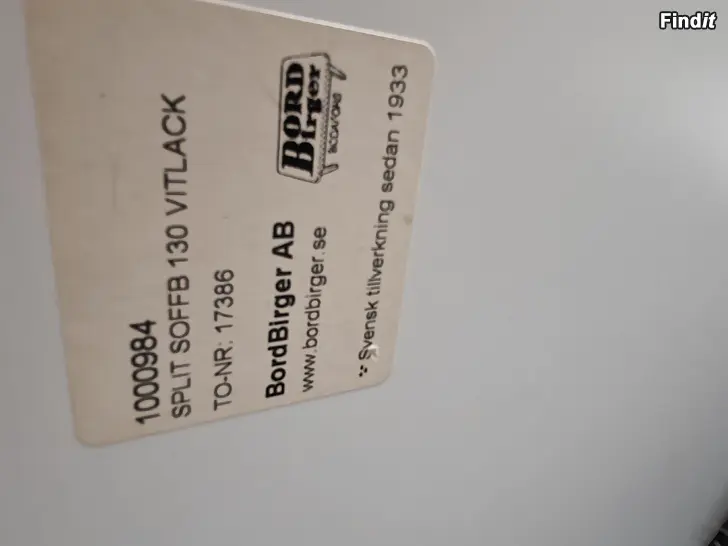 Findit
1000984
SPLIT SOFFB 130 VITLACK
TO-NR: 17386
BordBirger AB
www.bordbirger.se
Svensk tillverkning sedan 1933
BORD
Birger